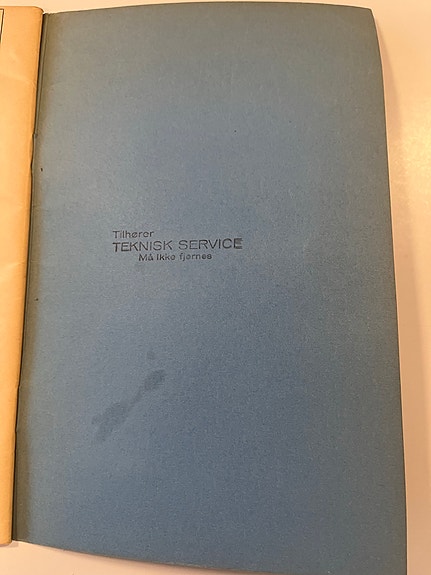 Tilhører
TEKNISK SERVICE
Må ikke fjernes